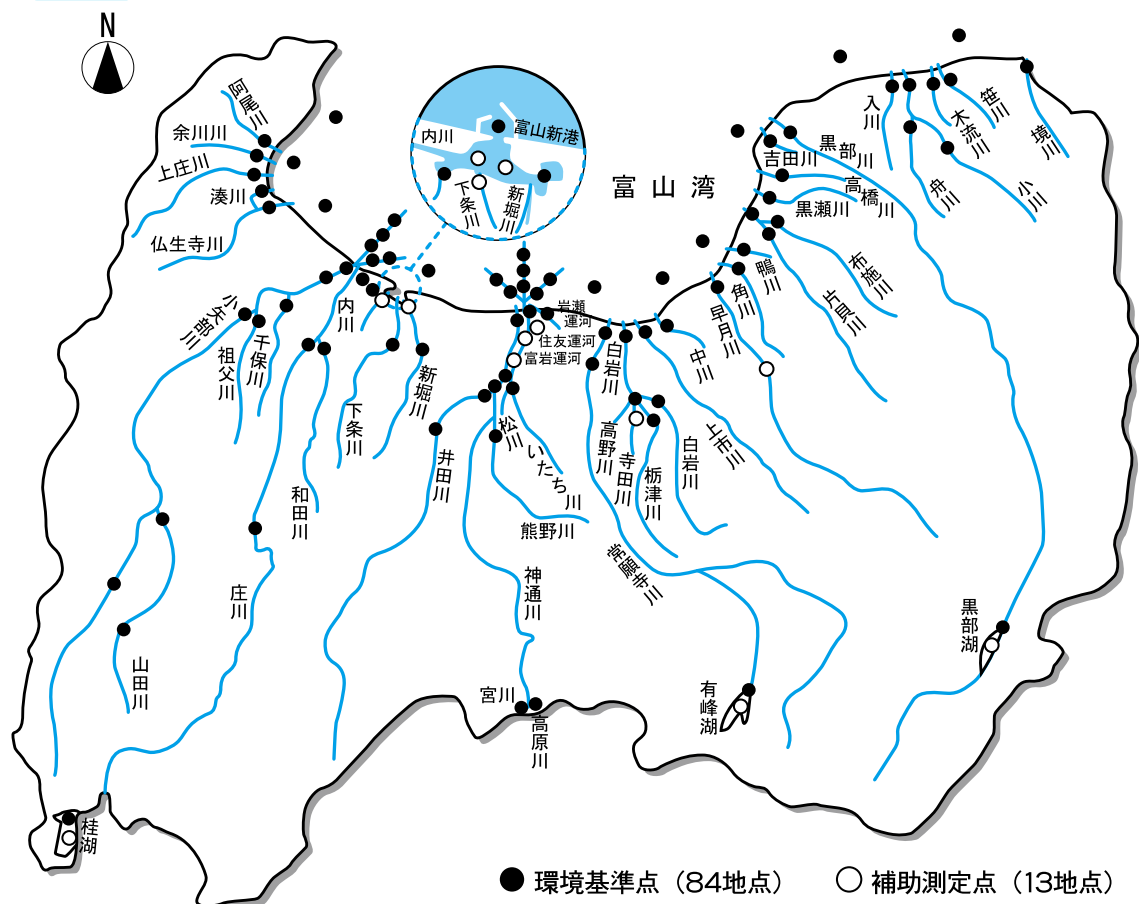 N
阿尾川
余川川
上庄川
湊川
仏生寺川
内川
富山新港
下条川
新堀川
富山湾
入川
木流川
笹川
境川
舟川
小川
吉田川
黒部川
高橋川
黒瀬川
布施川
片貝川
鴨川
角川
早月川
中川
上市川
白岩川
岩瀬運河
住友運河
富岩運河
小矢部川
祖父川
千保川
内川
下条川
新堀川
和田川
庄川
山田川
井田川
松川
いたち川
熊野川
神通川
宮川
高原川
高野川
寺田川
栃津川
白岩川
常願寺川
有峰湖
黒部湖
桂湖
環境基準点（84地点）
補助測定点（13地点）